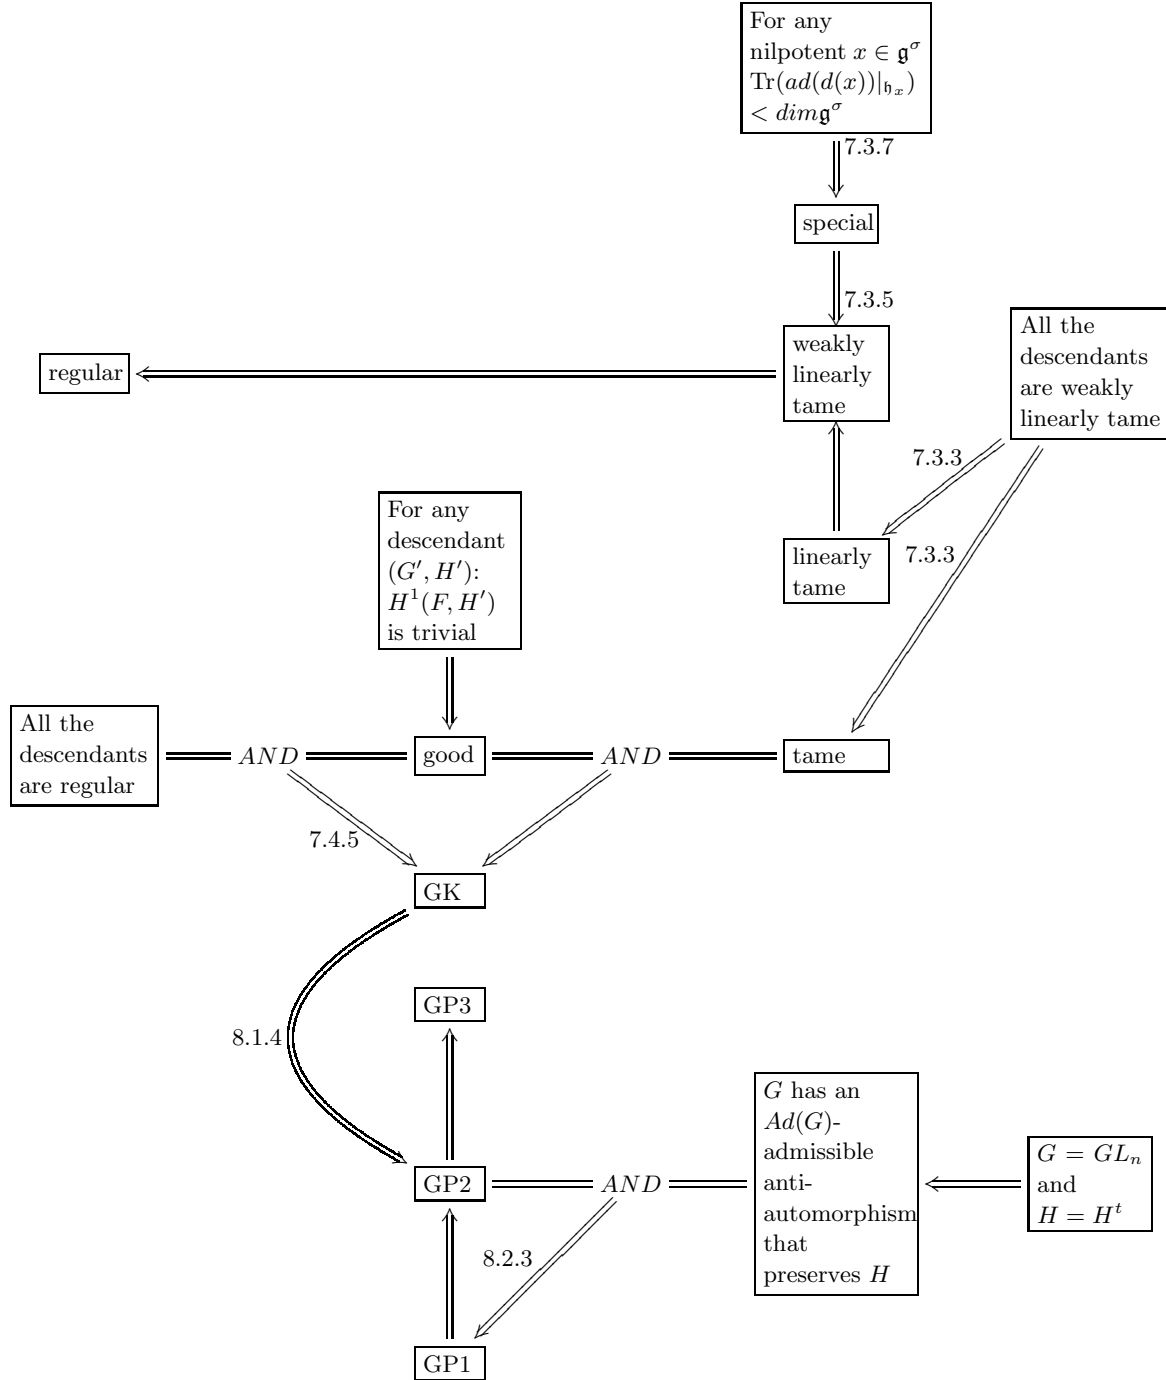 For any
nilpotent x ∈ 𝔤^σ
Tr(ad(d(x))|_{𝔥_x})
< dim𝔤^σ
7.3.7
special
7.3.5
All the
descendants
are weakly
linearly tame
weakly
linearly
tame
regular
7.3.3
For any
descendant
(G′, H′):
H^1(F, H′)
is trivial
linearly
tame
7.3.3
All the
descendants
are regular
AND
good
AND
tame
7.4.5
GK
GP3
8.1.4
G has an
Ad(G)-
admissible
anti-
automorphism
that
preserves H
G = GL_n
and
H = H^t
GP2
AND
8.2.3
GP1